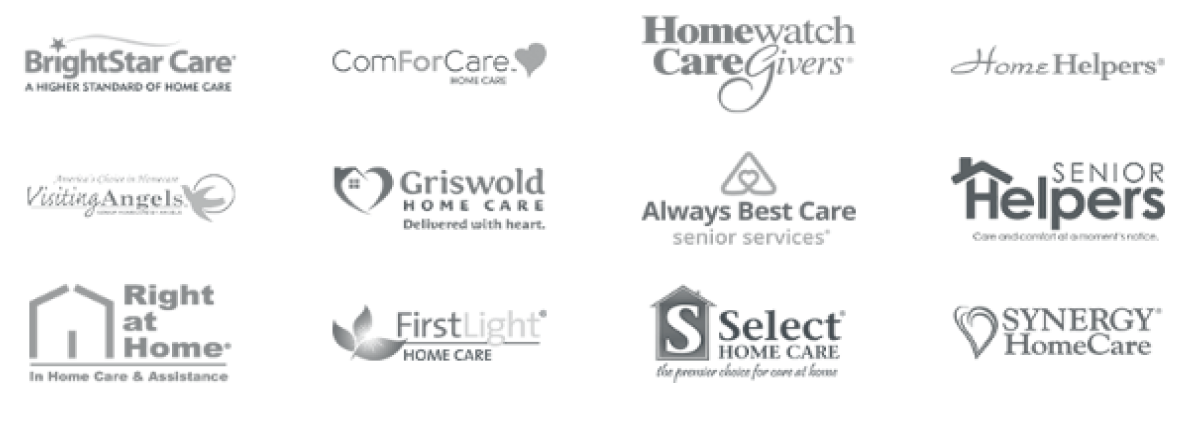 BrightStar Care®
A HIGHER STANDARD OF HOME CARE
ComForCare
HOME CARE
Homewatch
CareGivers®
Home Helpers®
America's Choice in Homecare
VisitingAngels
Griswold
HOME CARE
Delivered with heart.
Always Best Care
senior services®
SENIOR
Helpers
Care and comfort at a moment's notice.
Right
at
Home®
In Home Care & Assistance
FirstLight®
HOME CARE
S Select®
HOME CARE
the premier choice for care at home
SYNERGY®
HomeCare